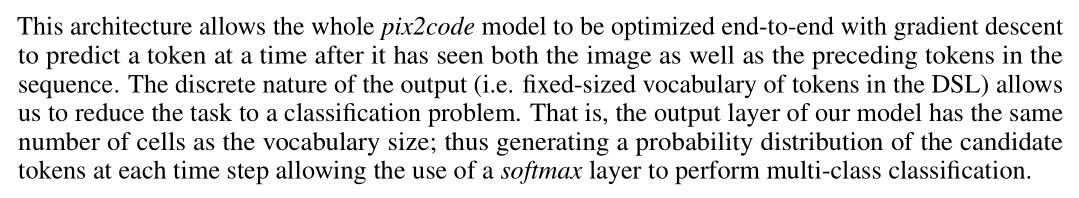 This architecture allows the whole pix2code model to be optimized end-to-end with gradient descent
to predict a token at a time after it has seen both the image as well as the preceding tokens in the
sequence. The discrete nature of the output (i.e. fixed-sized vocabulary of tokens in the DSL) allows
us to reduce the task to a classification problem. That is, the output layer of our model has the same
number of cells as the vocabulary size; thus generating a probability distribution of the candidate
tokens at each time step allowing the use of a softmax layer to perform multi-class classification.